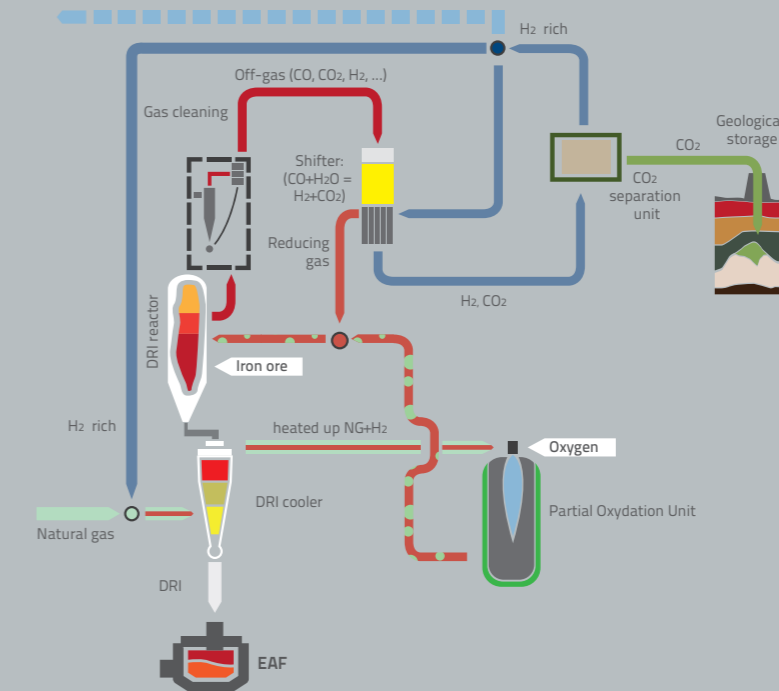 H2 rich
Off-gas (CO, CO2, H2, ...)
Gas cleaning
Geologica
storage
CO2
Shifter:
(CO+H2O =
H2+CO2)
CO2
separation
unit
Reducing
gas
H2, CO2
DRI reactor
Iron ore
H2 rich
heated up NG+H2
Oxygen
DRI cooler
Partial Oxydation Unit
Natural gas
DRI
EAF